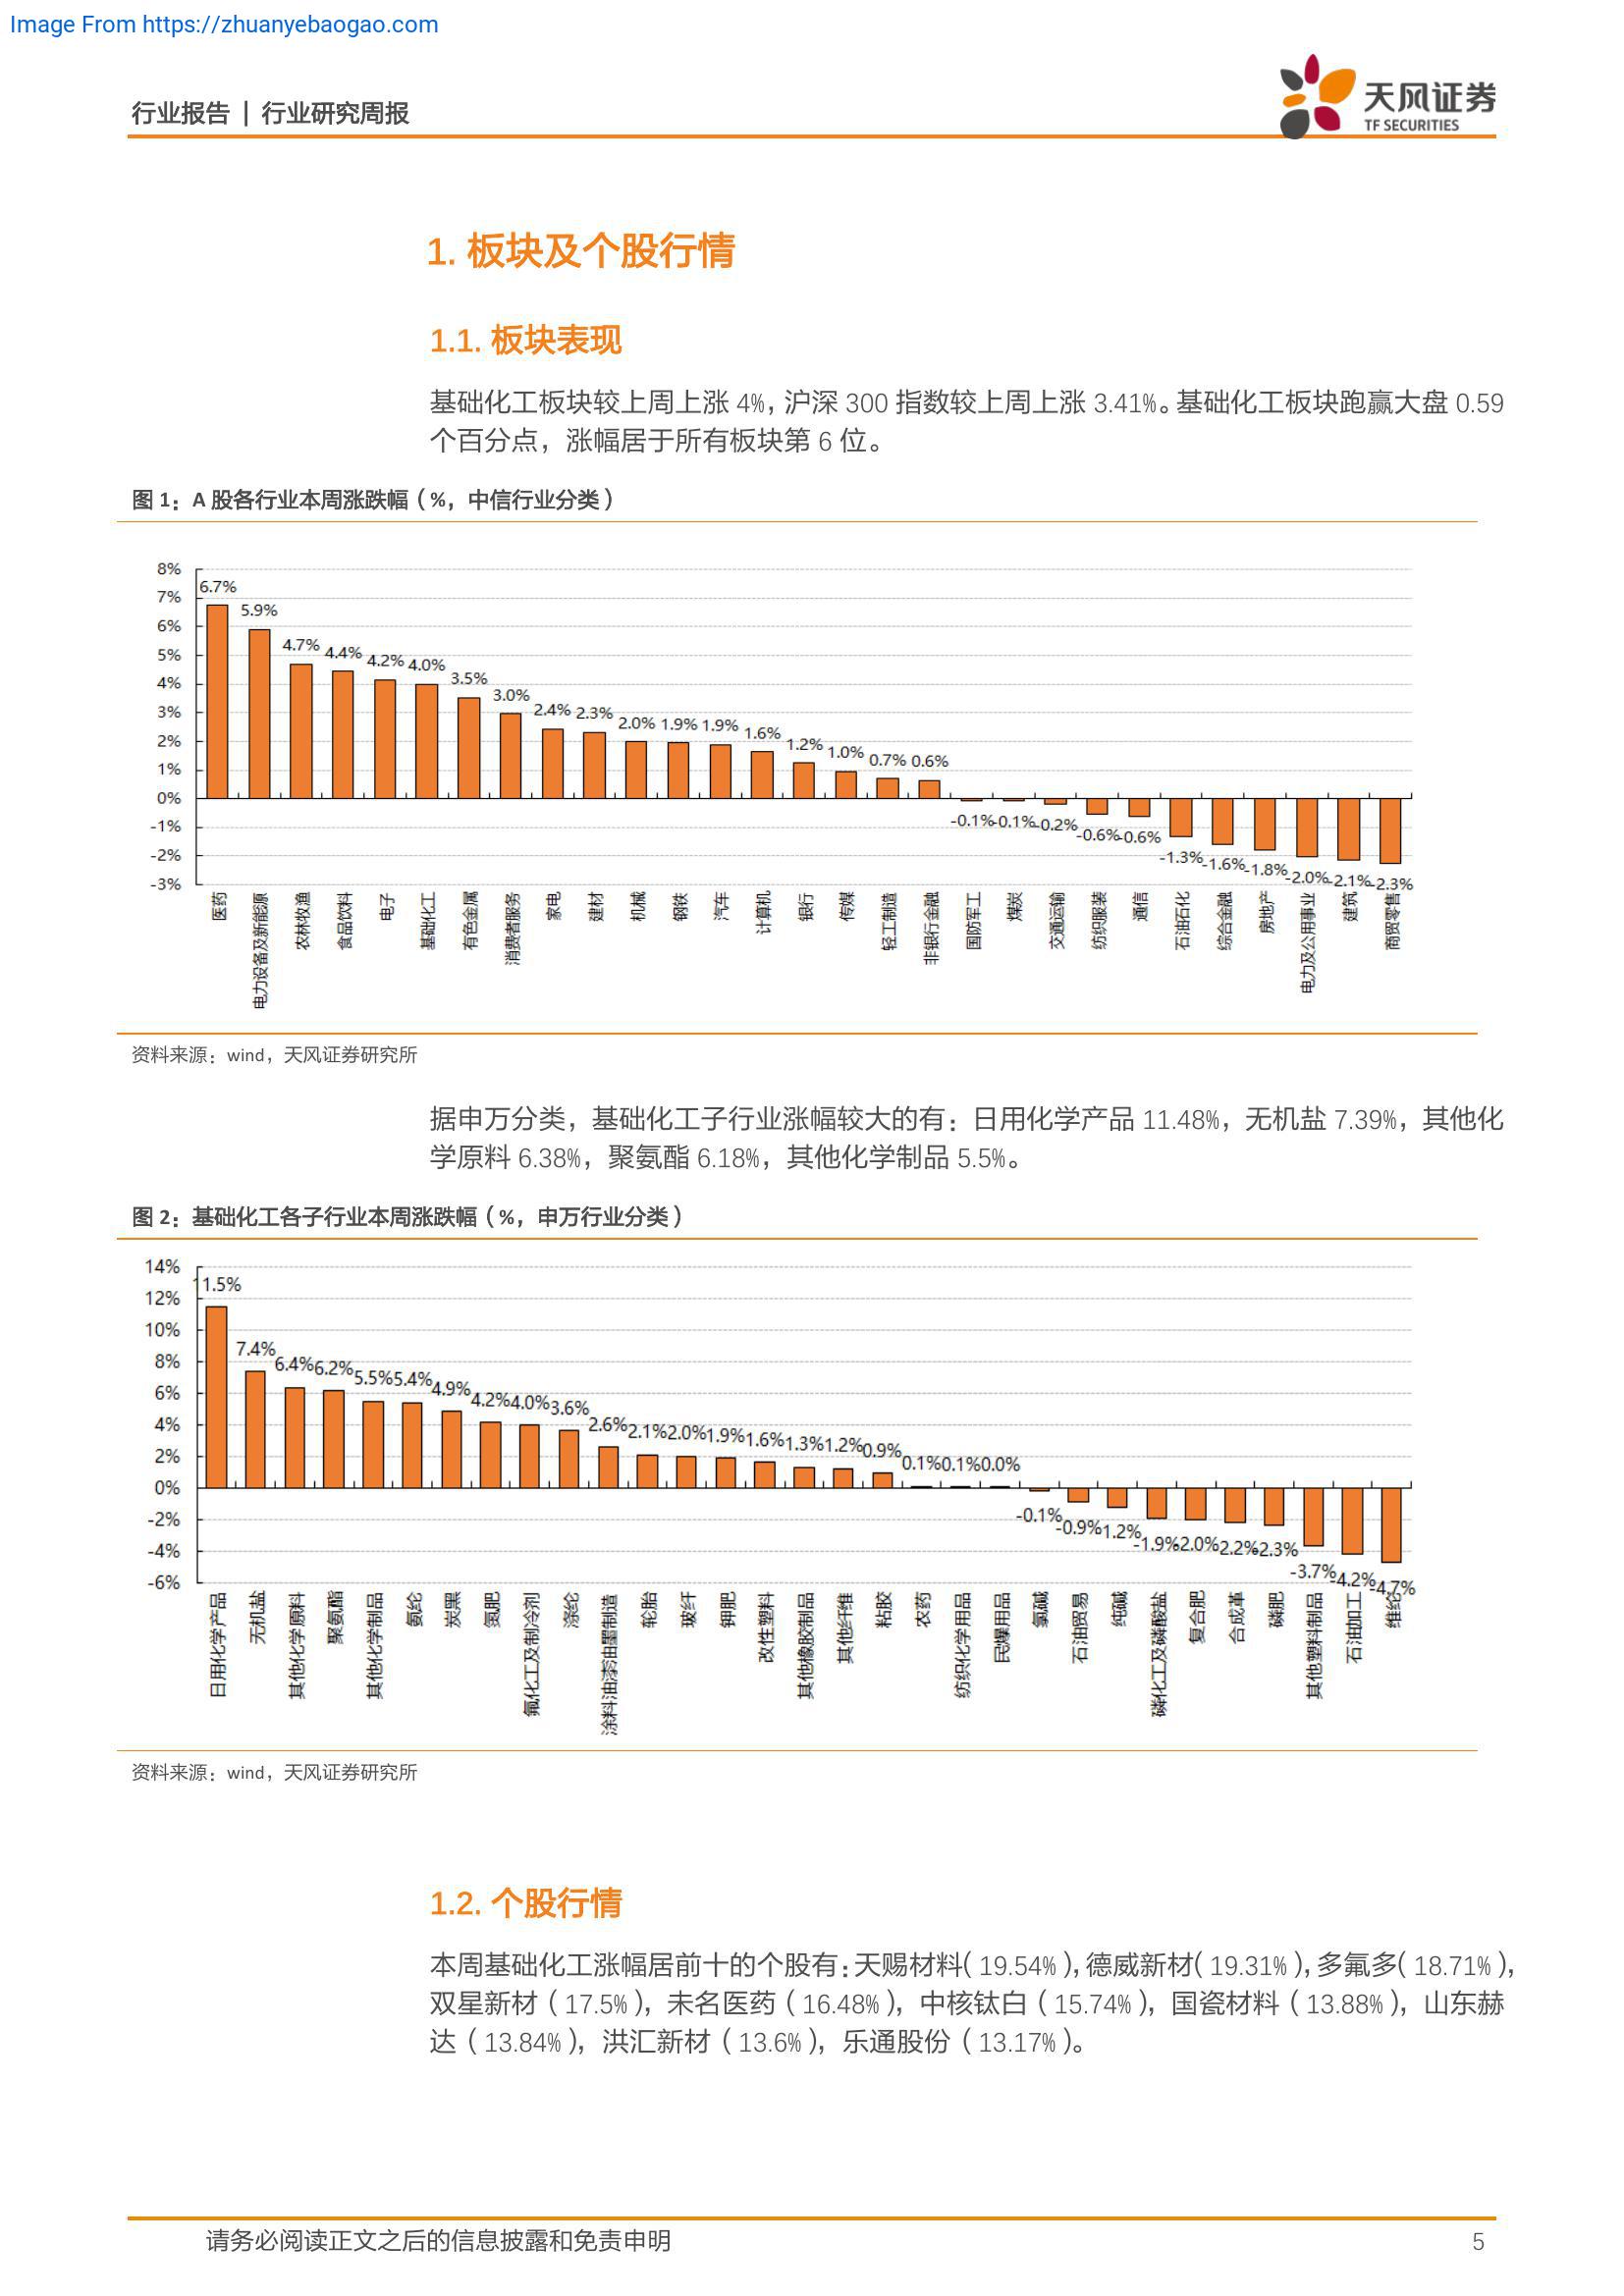 Image From https://zhuanyebaogao.com
行业报告 | 行业研究周报
天风证券
TF SECURITIES
1. 板块及个股行情
1.1. 板块表现
基础化工板块较上周上涨 4%，沪深 300 指数较上周上涨 3.41%。基础化工板块跑赢大盘 0.59
个百分点，涨幅居于所有板块第 6 位。
图 1：A 股各行业本周涨跌幅（%，中信行业分类）
8%
7%
6%
5%
4%
3%
2%
1%
0%
-1%
-2%
-3%
6.7% 5.9% 4.7% 4.4% 4.2% 4.0% 3.5% 3.0% 2.4% 2.3% 2.0% 1.9% 1.9% 1.6% 1.2% 1.0% 0.7% 0.6% -0.1% -0.1% -0.2% -0.6% -0.6% -1.3% -1.6% -1.8% -2.0% -2.1% -2.3%
医药 电力设备及新能源 农林牧渔 食品饮料 电子 基础化工 有色金属 消费者服务 家电 建材 机械 钢铁 汽车 计算机 银行 传媒 轻工制造 非银行金融 国防军工 煤炭 交通运输 纺织服装 通信 石油石化 综合金融 房地产 电力及公用事业 建筑 商贸零售
资料来源：wind，天风证券研究所
据申万分类，基础化工子行业涨幅较大的有：日用化学产品 11.48%，无机盐 7.39%，其他化
学原料 6.38%，聚氨酯 6.18%，其他化学制品 5.5%。
图 2：基础化工各子行业本周涨跌幅（%，申万行业分类）
14%
12%
10%
8%
6%
4%
2%
0%
-2%
-4%
-6%
11.5% 7.4% 6.4% 6.2% 5.5% 5.4% 4.9% 4.2% 4.0% 3.6% 2.6% 2.1% 2.0% 1.9% 1.6% 1.3% 1.2% 0.9% 0.1% 0.1% 0.0% -0.1% -0.9% -1.2% -1.9% -2.0% -2.2% -2.3% -3.7% -4.2% -4.7%
日用化学产品 无机盐 其他化学原料 聚氨酯 其他化学制品 氨纶 炭黑 氮肥 氟化工及制冷剂 涤纶 涂料油漆油墨制造 轮胎 玻纤 钾肥 改性塑料 其他橡胶制品 其他纤维 粘胶 农药 纺织化学用品 民爆用品 氯碱 石油贸易 纯碱 磷化工及磷酸盐 复合肥 合成革 磷肥 其他塑料制品 石油加工 维纶
资料来源：wind，天风证券研究所
1.2. 个股行情
本周基础化工涨幅居前十的个股有：天赐材料（19.54%），德威新材（19.31%），多氟多（18.71%），
双星新材（17.5%），未名医药（16.48%），中核钛白（15.74%），国瓷材料（13.88%），山东赫
达（13.84%），洪汇新材（13.6%），乐通股份（13.17%）。
请务必阅读正文之后的信息披露和免责申明
5